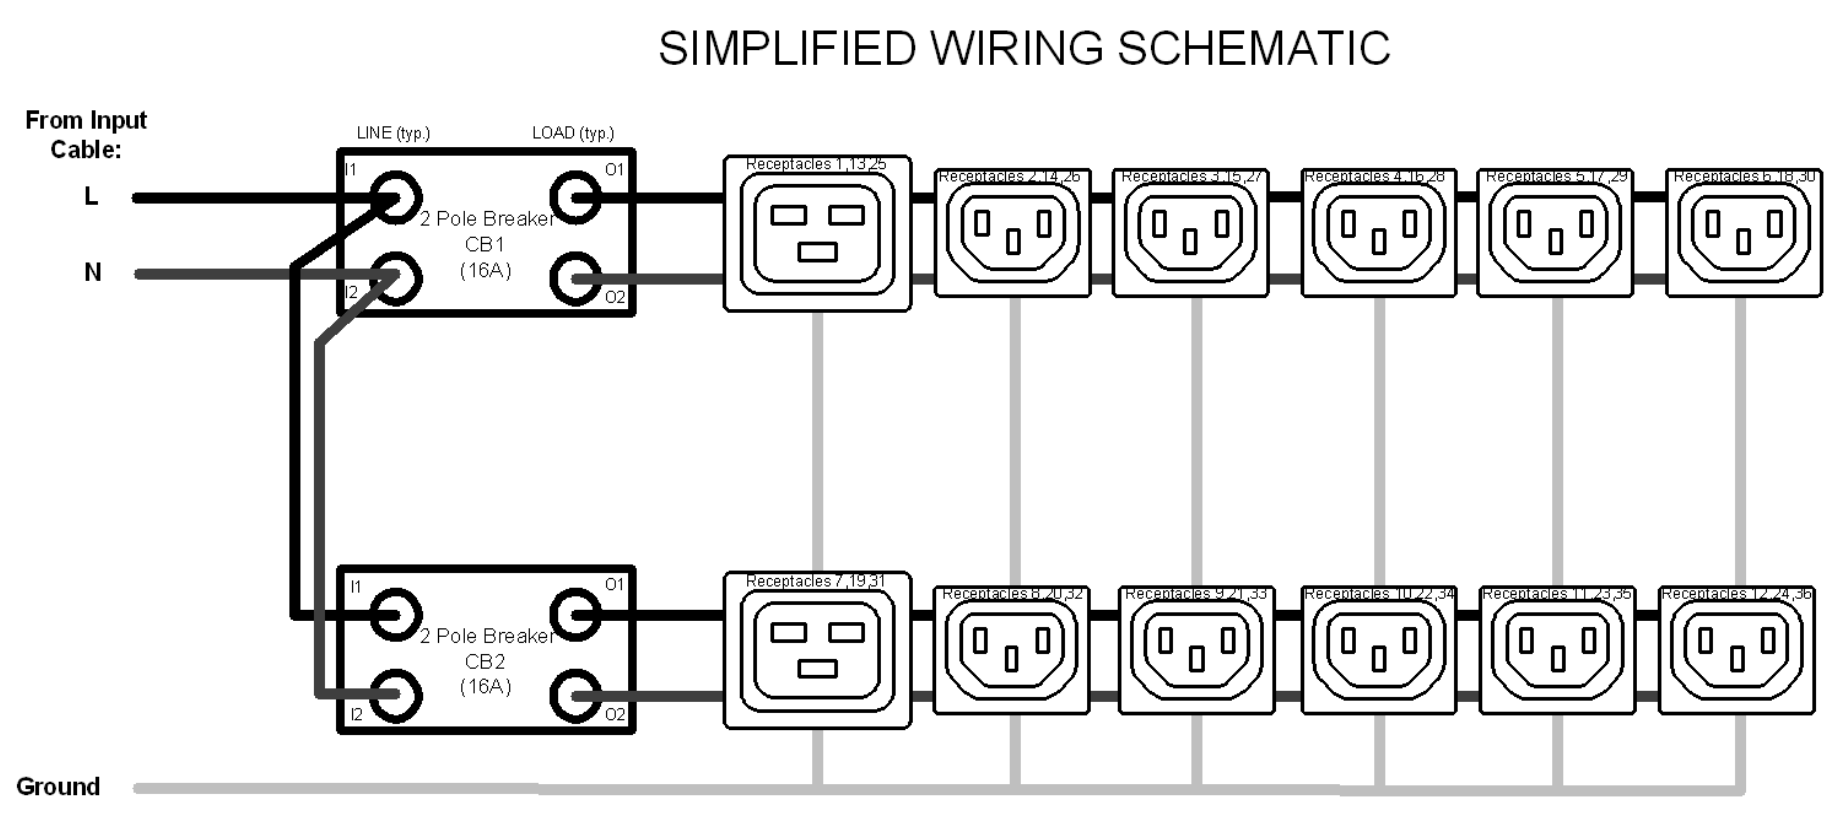 SIMPLIFIED WIRING SCHEMATIC
From Input
Cable:
LINE (typ.)
LOAD (typ.)
L
N
I1
O1
2 Pole Breaker
CB1
(16A)
I2
O2
Receptacles 1,13,25
Receptacles 2,14,26
Receptacles 3,15,27
Receptacles 4,16,28
Receptacles 5,17,29
Receptacles 6,18,30
I1
O1
2 Pole Breaker
CB2
(16A)
I2
O2
Receptacles 7,19,31
Receptacles 8,20,32
Receptacles 9,21,33
Receptacles 10,22,34
Receptacles 11,23,35
Receptacles 12,24,36
Ground